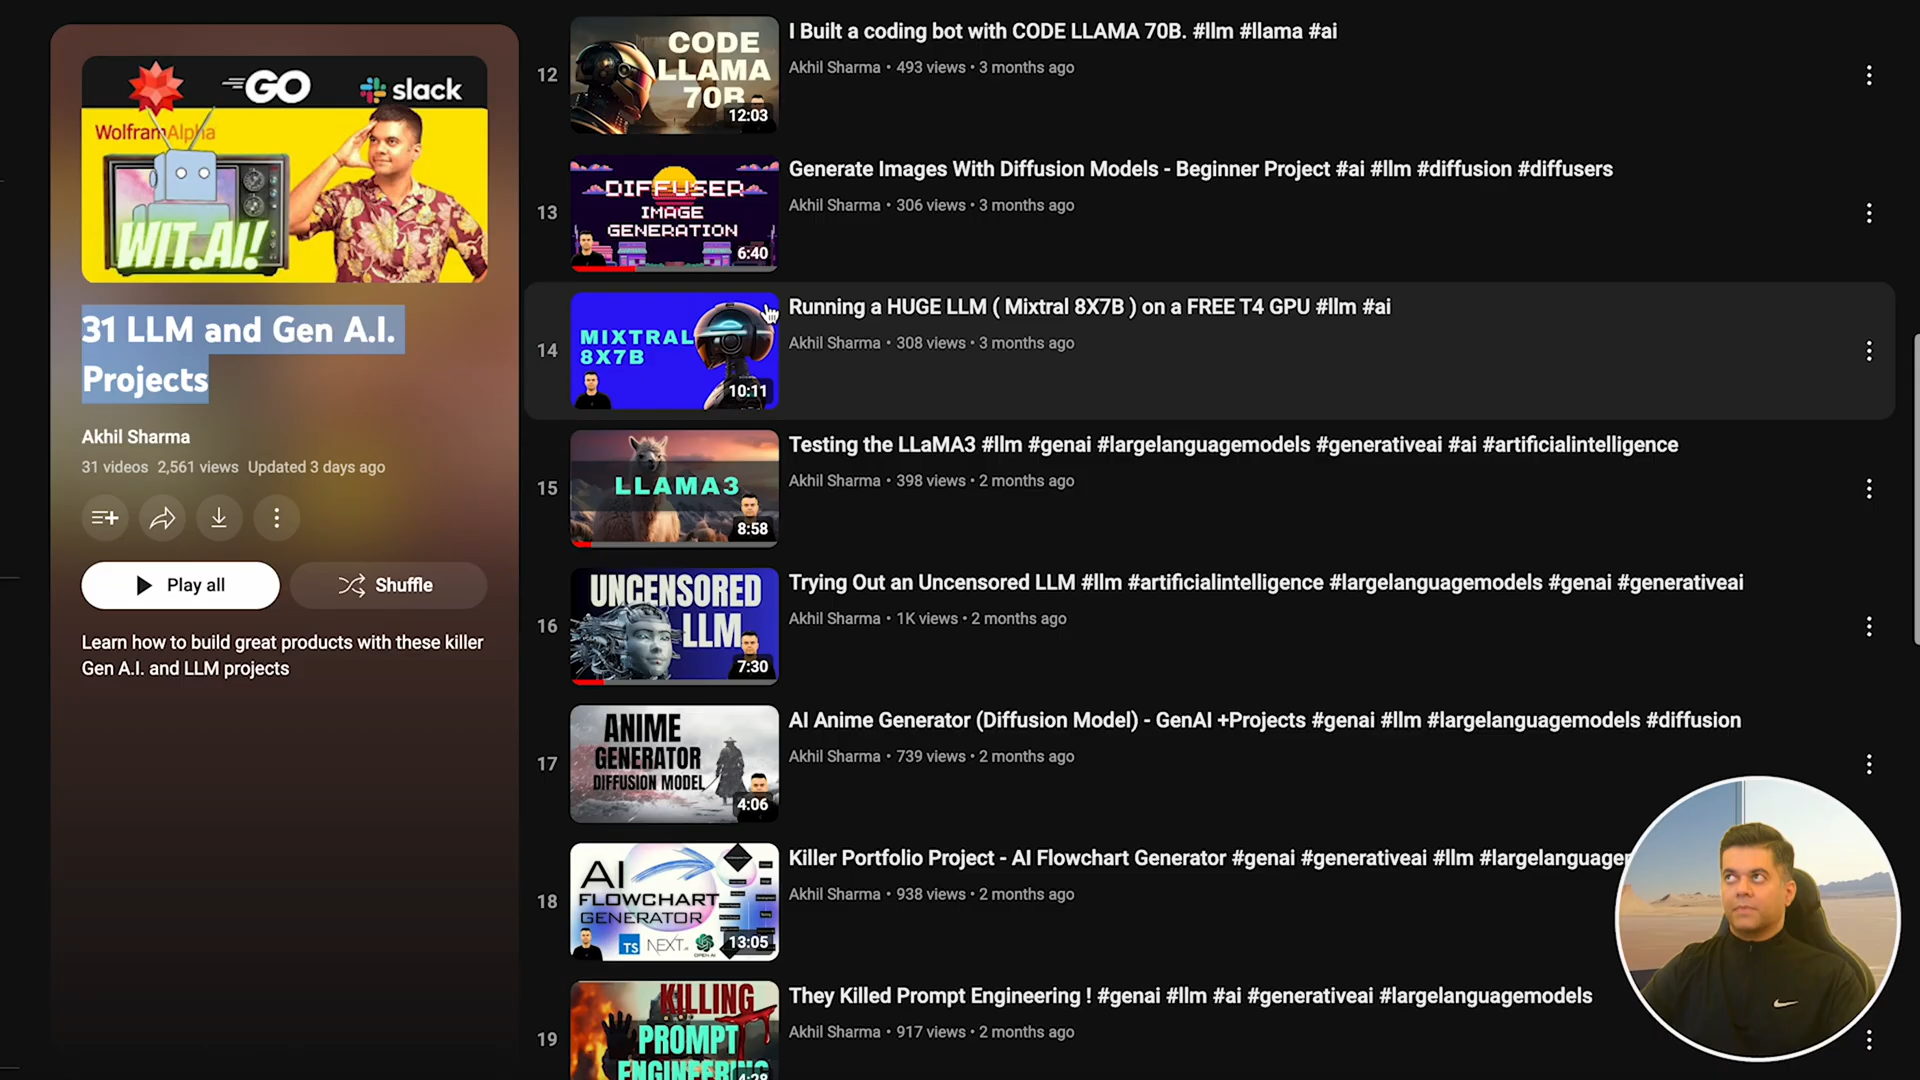 WolframAlpha
GO
slack
WIT.AI!
31 LLM and Gen A.I.
Projects
Akhil Sharma
31 videos 2,561 views Updated 3 days ago
Play all
Shuffle
Learn how to build great products with these killer
Gen A.I. and LLM projects
12
CODE
LLAMA
70B
12:03
I Built a coding bot with CODE LLAMA 70B. #llm #llama #ai
Akhil Sharma • 493 views • 3 months ago
13
DIFFUSER
IMAGE
GENERATION
6:40
Generate Images With Diffusion Models - Beginner Project #ai #llm #diffusion #diffusers
Akhil Sharma • 306 views • 3 months ago
14
MIXTRAL
8X7B
10:11
Running a HUGE LLM ( Mixtral 8X7B ) on a FREE T4 GPU #llm #ai
Akhil Sharma • 308 views • 3 months ago
15
LLAMA3
8:58
Testing the LLaMA3 #llm #genai #largelanguagemodels #generativeai #ai #artificialintelligence
Akhil Sharma • 398 views • 2 months ago
16
UNCENSORED
LLM
7:30
Trying Out an Uncensored LLM #llm #artificialintelligence #largelanguagemodels #genai #generativeai
Akhil Sharma • 1K views • 2 months ago
17
ANIME
GENERATOR
DIFFUSION MODEL
4:06
AI Anime Generator (Diffusion Model) - GenAI +Projects #genai #llm #largelanguagemodels #diffusion
Akhil Sharma • 739 views • 2 months ago
18
AI
FLOWCHART
GENERATOR
TS NEXT
13:05
Killer Portfolio Project - AI Flowchart Generator #genai #generativeai #llm #largelanguager
Akhil Sharma • 938 views • 2 months ago
19
KILLING
PROMPT
ENGINEERING
4:28
They Killed Prompt Engineering ! #genai #llm #ai #generativeai #largelanguagemodels
Akhil Sharma • 917 views • 2 months ago